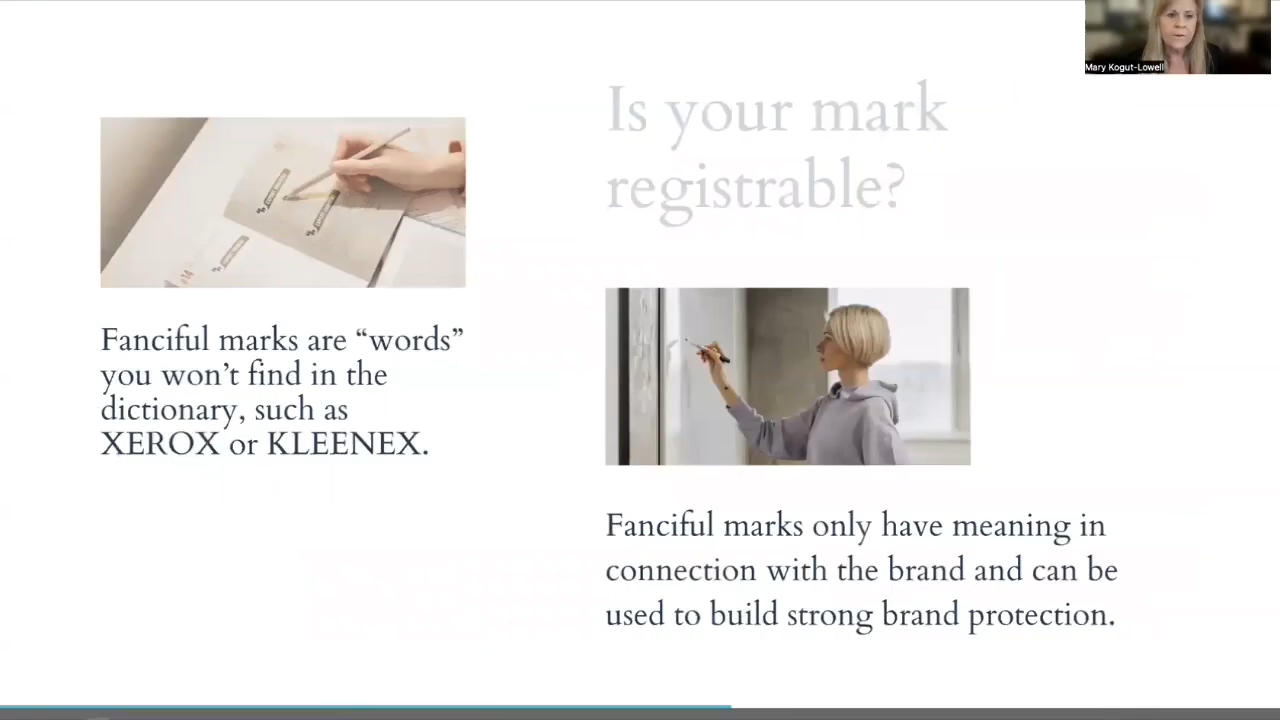 Mary Kogut-Lowell
Is your mark
registrable?
Fanciful marks are “words”
you won’t find in the
dictionary, such as
XEROX or KLEENEX.
Fanciful marks only have meaning in
connection with the brand and can be
used to build strong brand protection.